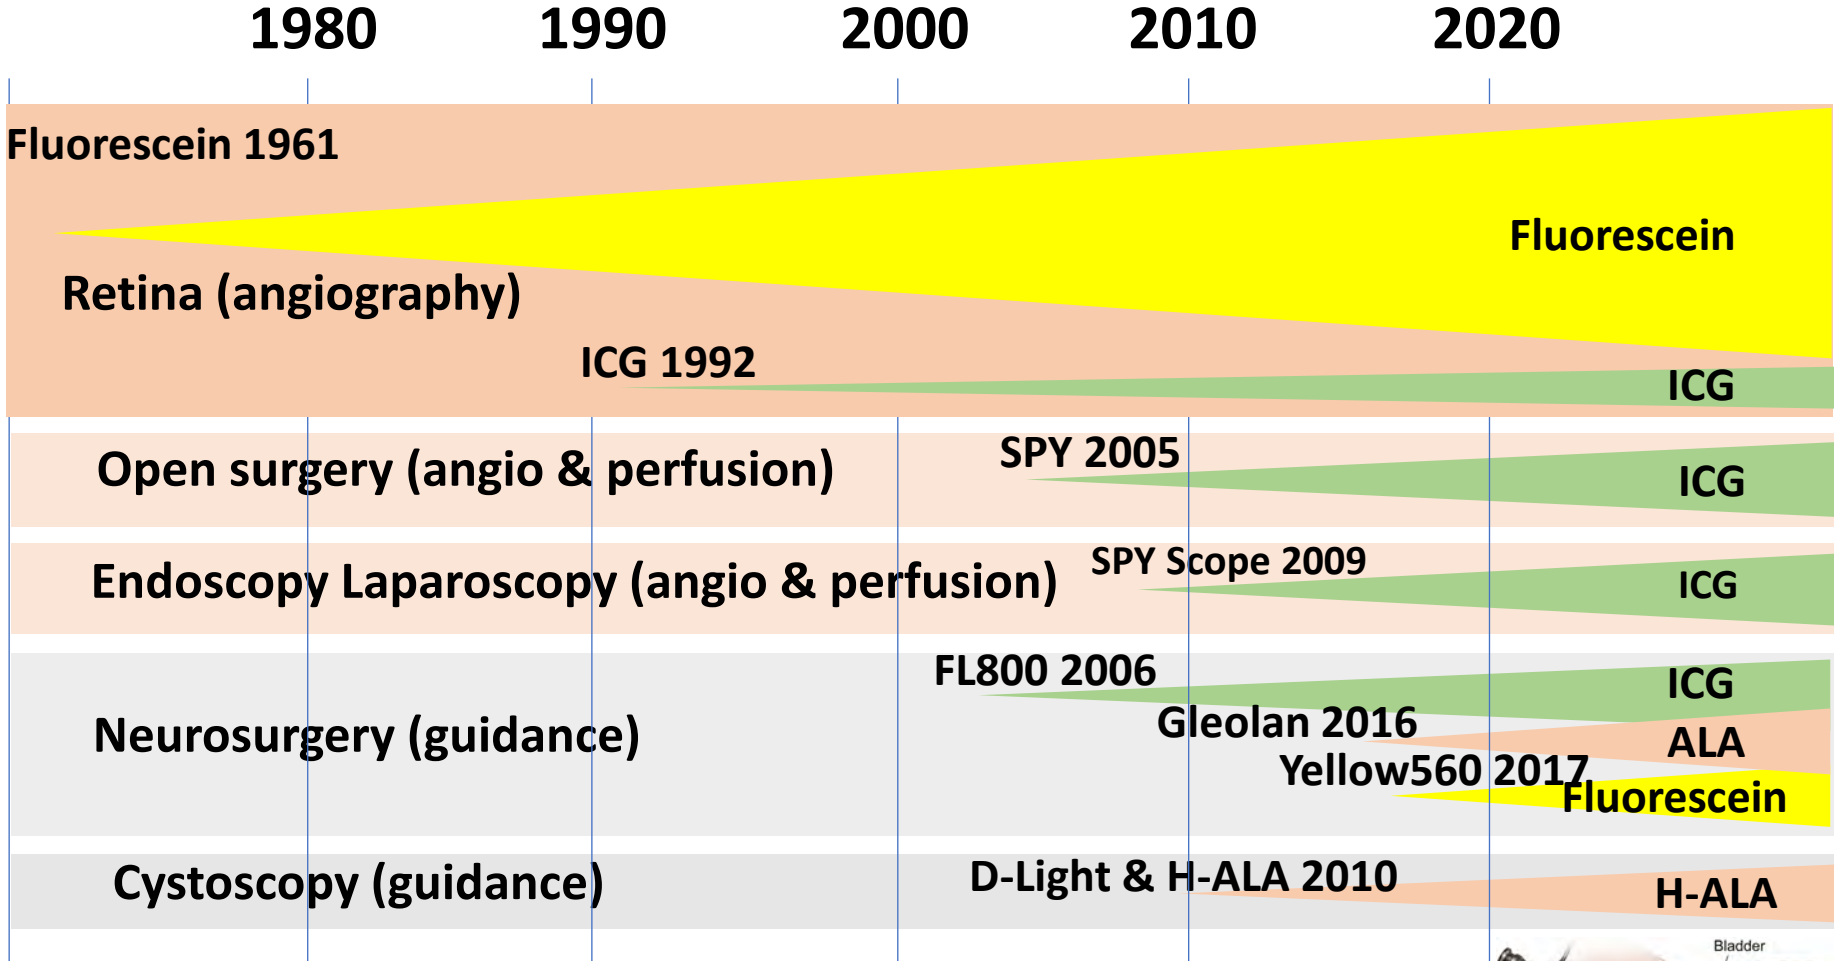 1980 1990 2000 2010 2020
Fluorescein 1961
Fluorescein
Retina (angiography)
ICG 1992
ICG
SPY 2005
Open surgery (angio & perfusion)
ICG
SPY Scope 2009
Endoscopy Laparoscopy (angio & perfusion)
ICG
FL800 2006
ICG
Gleolan 2016
Neurosurgery (guidance)
ALA
Yellow560 2017
Fluorescein
D-Light & H-ALA 2010
Cystoscopy (guidance)
H-ALA
Bladder